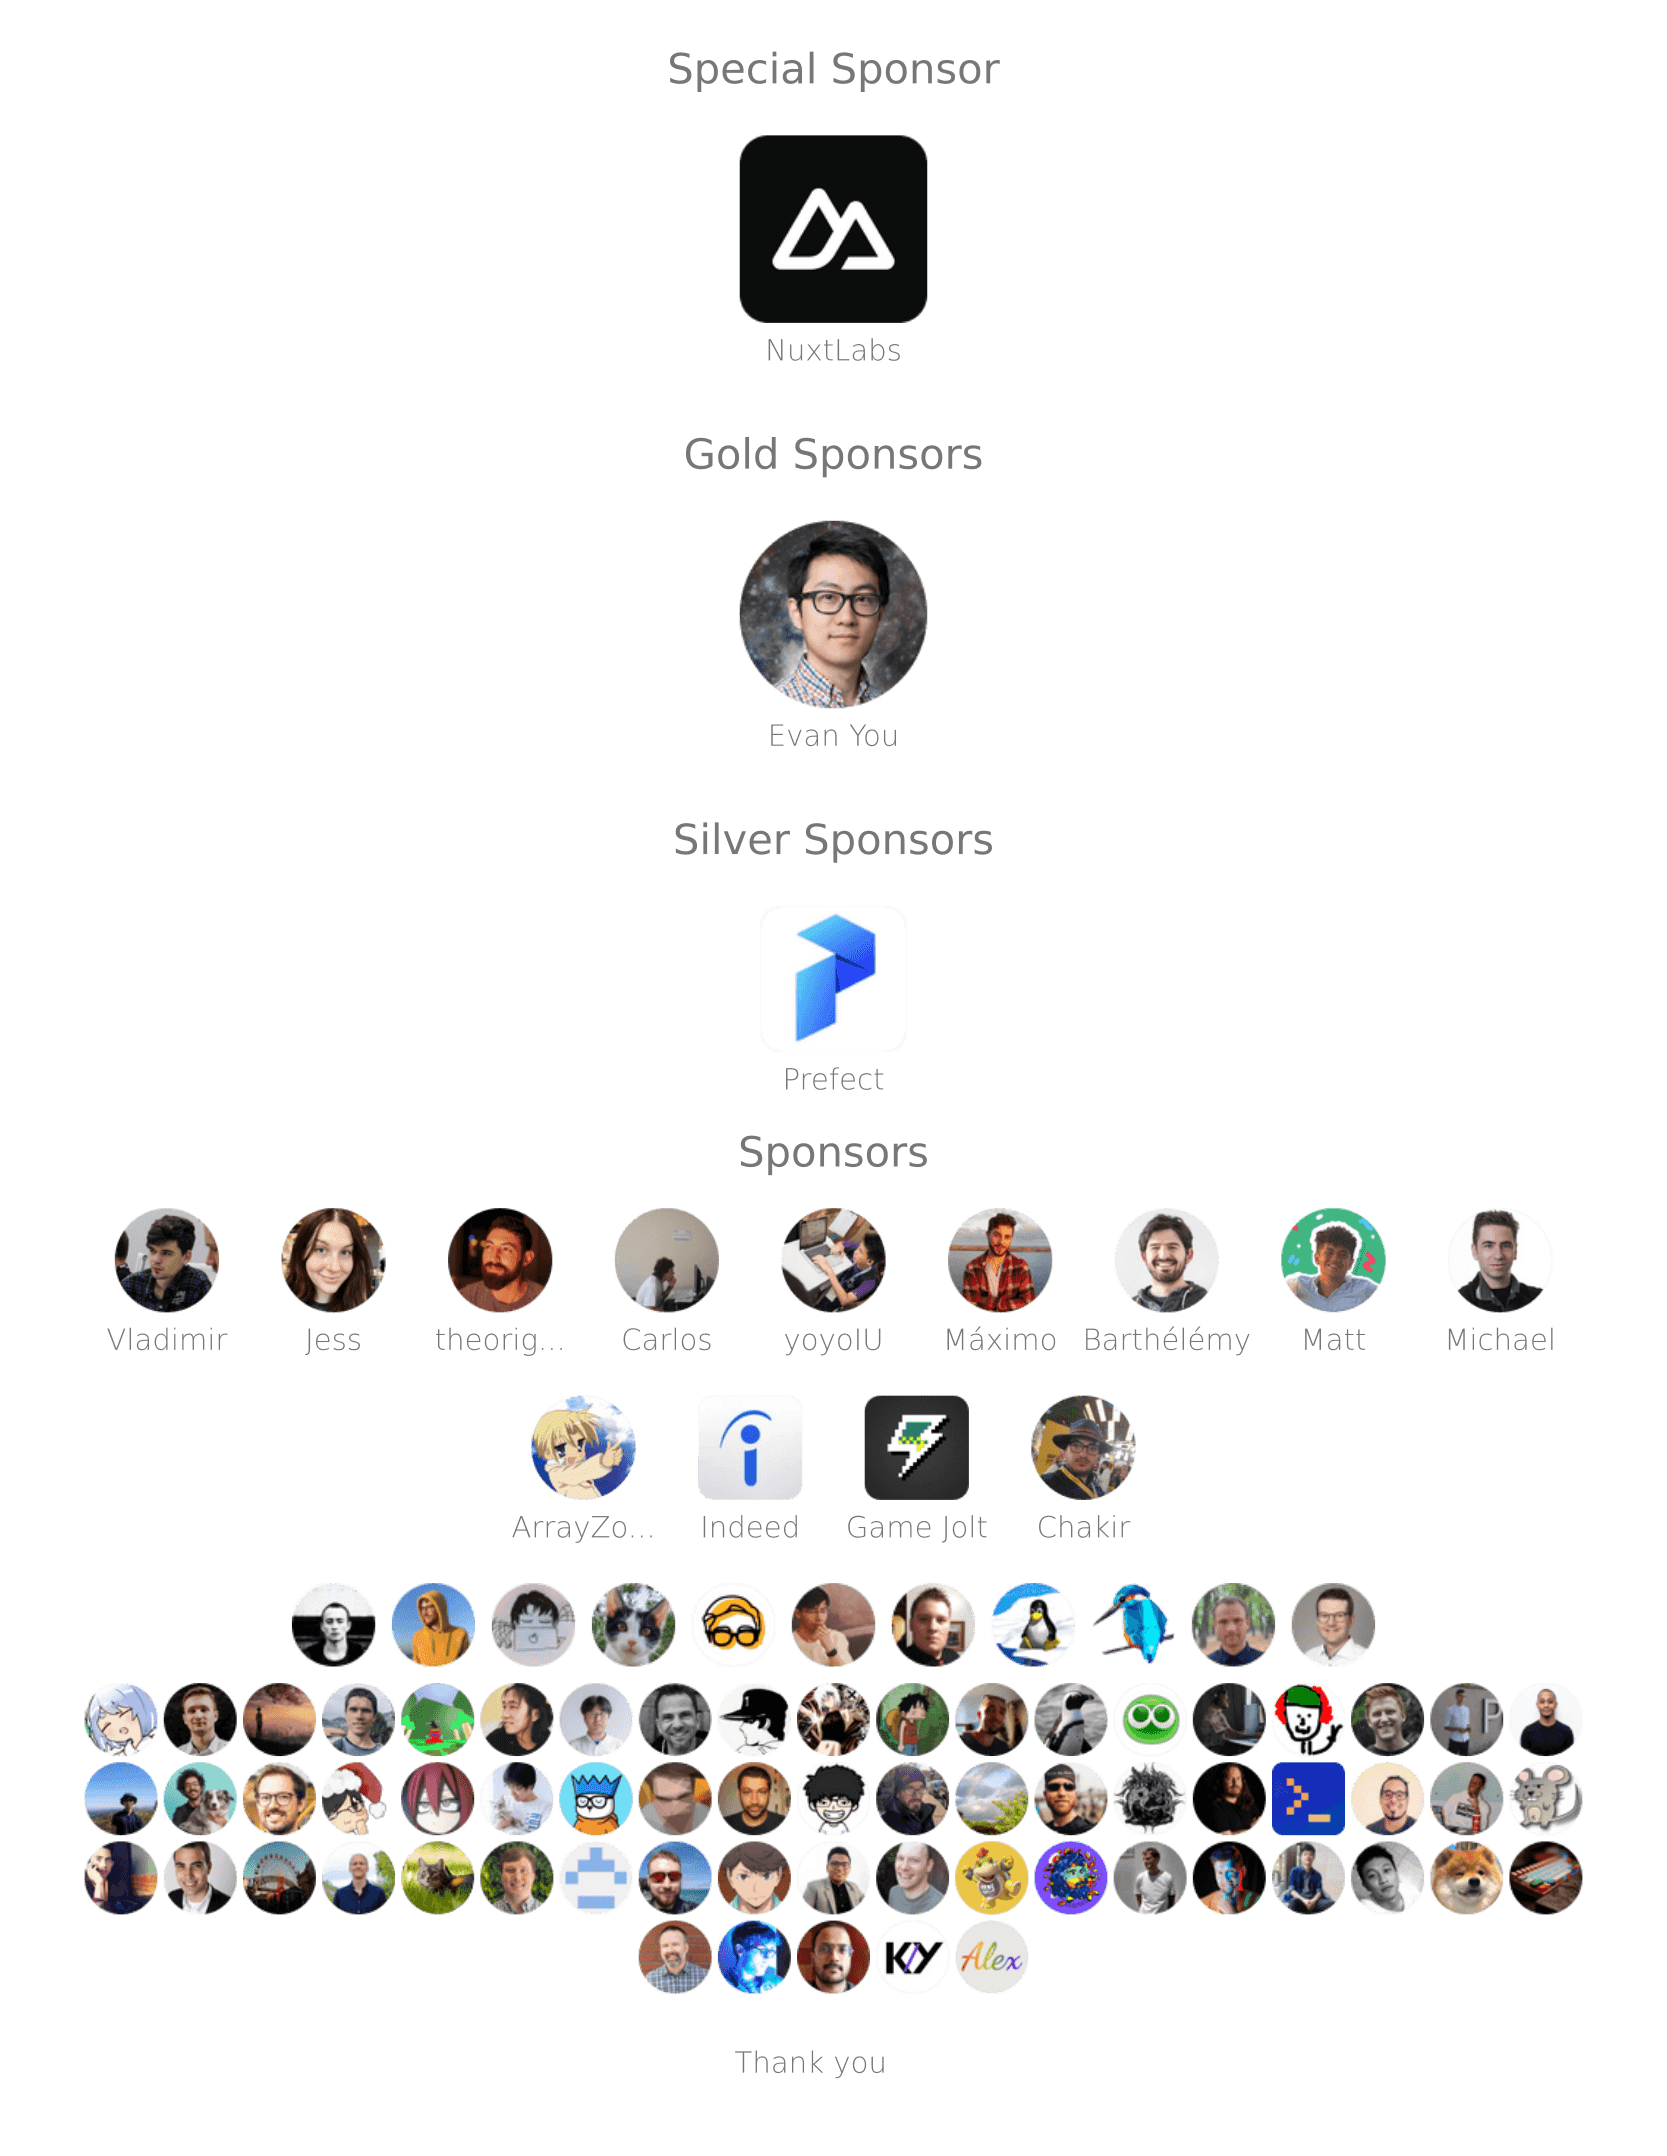 Special Sponsor
NuxtLabs
Gold Sponsors
Evan You
Silver Sponsors
Prefect
Sponsors
Vladimir Jess theorig... Carlos yoyolU Máximo Barthélémy Matt Michael
ArrayZo... Indeed Game Jolt Chakir
P
K/Y Alex
Thank you